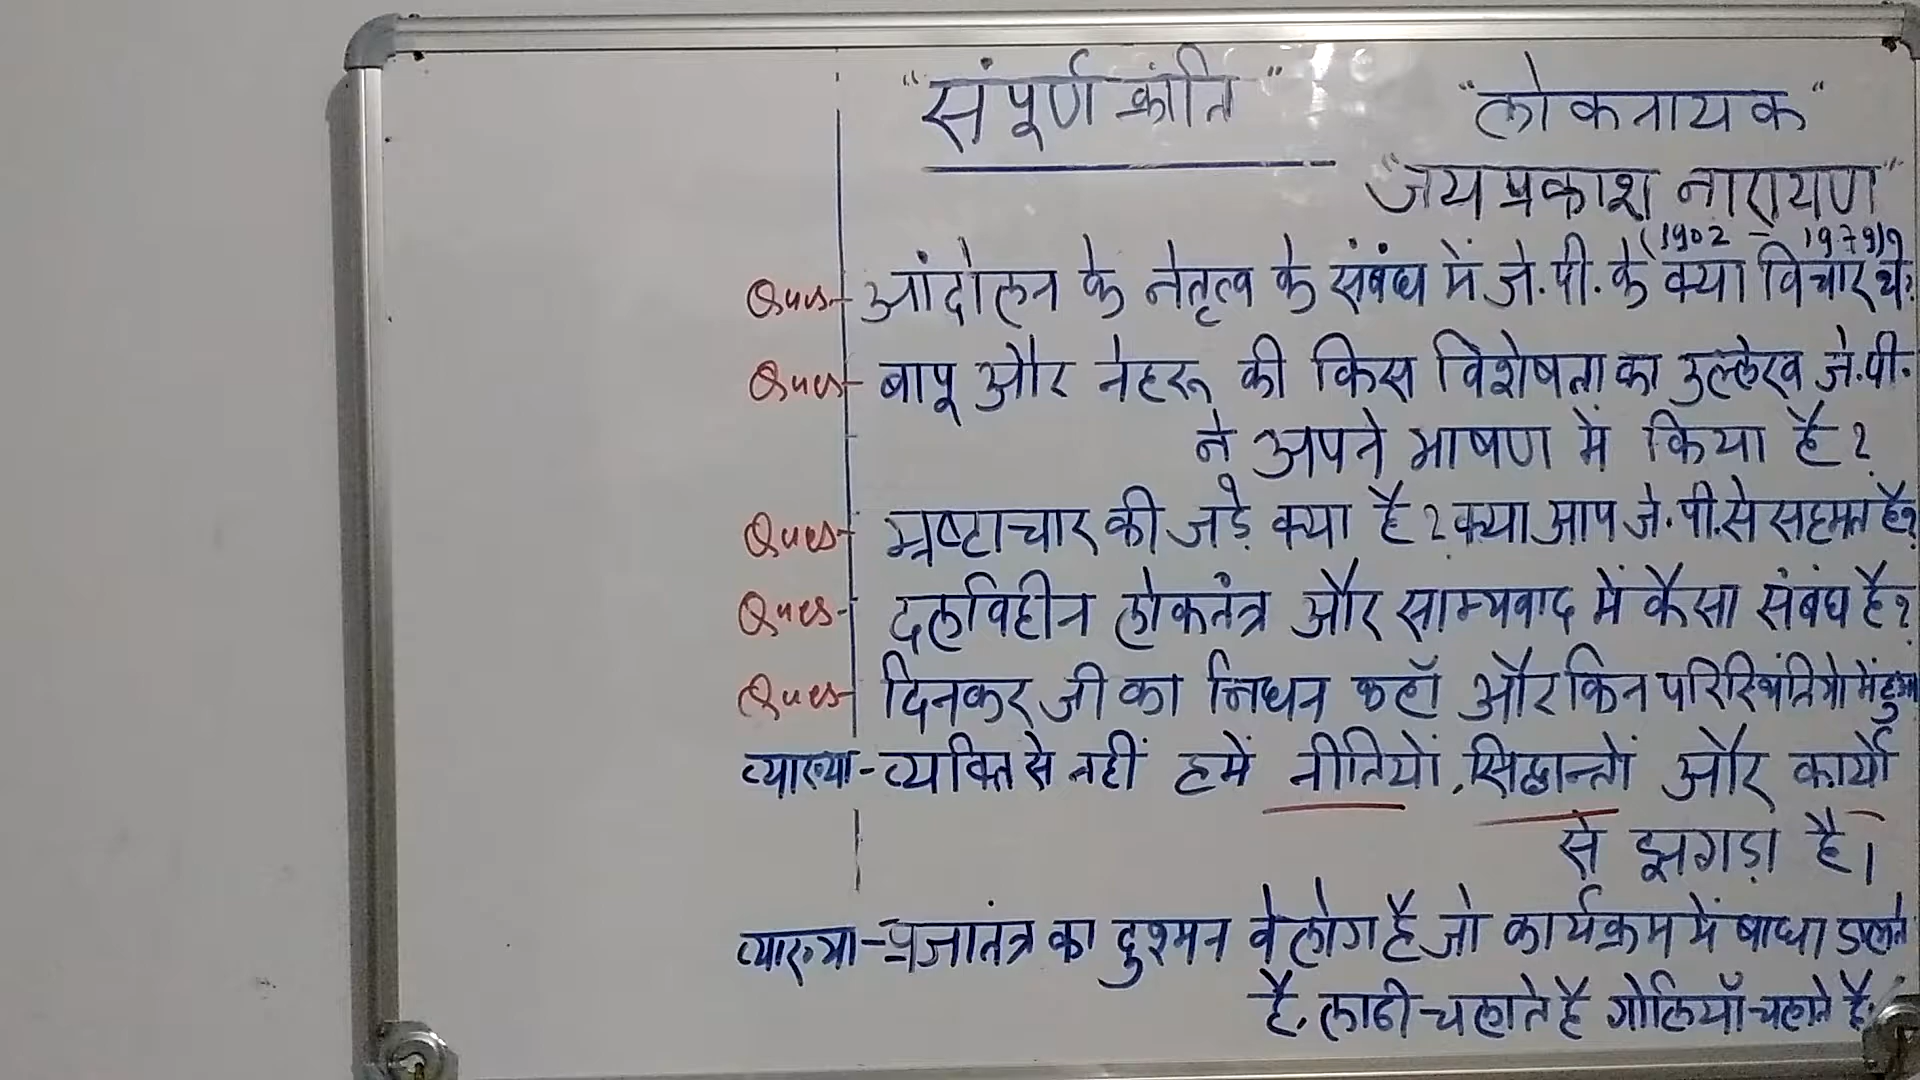 "संपूर्ण क्रांति"
"लोकनायक"
"जयप्रकाश नारायण"
(1902 - 1979)
Ques- आंदोलन के नेतृत्व के संबंध में जे.पी. के क्या विचार थे?
Ques- बापू और नेहरू की किस विशेषता का उल्लेख जे.पी.
ने अपने भाषण में किया है?
Ques- भ्रष्टाचार की जड़े क्या है? क्या आप जे.पी. से सहमत है?
Ques- दलविहीन लोकतंत्र और साम्यवाद में कैसा संबंध है?
Ques- दिनकर जी का निधन कहाँ और किन परिस्थितियों में हुआ
व्याख्या- व्यक्ति से नहीं हमें नीतियों, सिद्धान्तों और कार्यों
से झगड़ा है।
व्याख्या- प्रजातंत्र का दुश्मन वे लोग है जो कार्यक्रम में बाधा डालते
है, लाठी चलाते है गोलियाँ चलाते है।